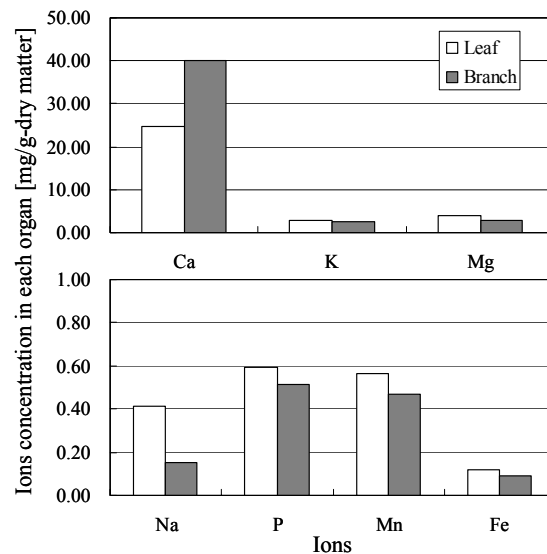 Ions concentration in each organ [mg/g-dry matter]
50.00
40.00
30.00
20.00
10.00
0.00
Leaf
Branch
Ca K Mg
1.00
0.80
0.60
0.40
0.20
0.00
Na P Mn Fe
Ions